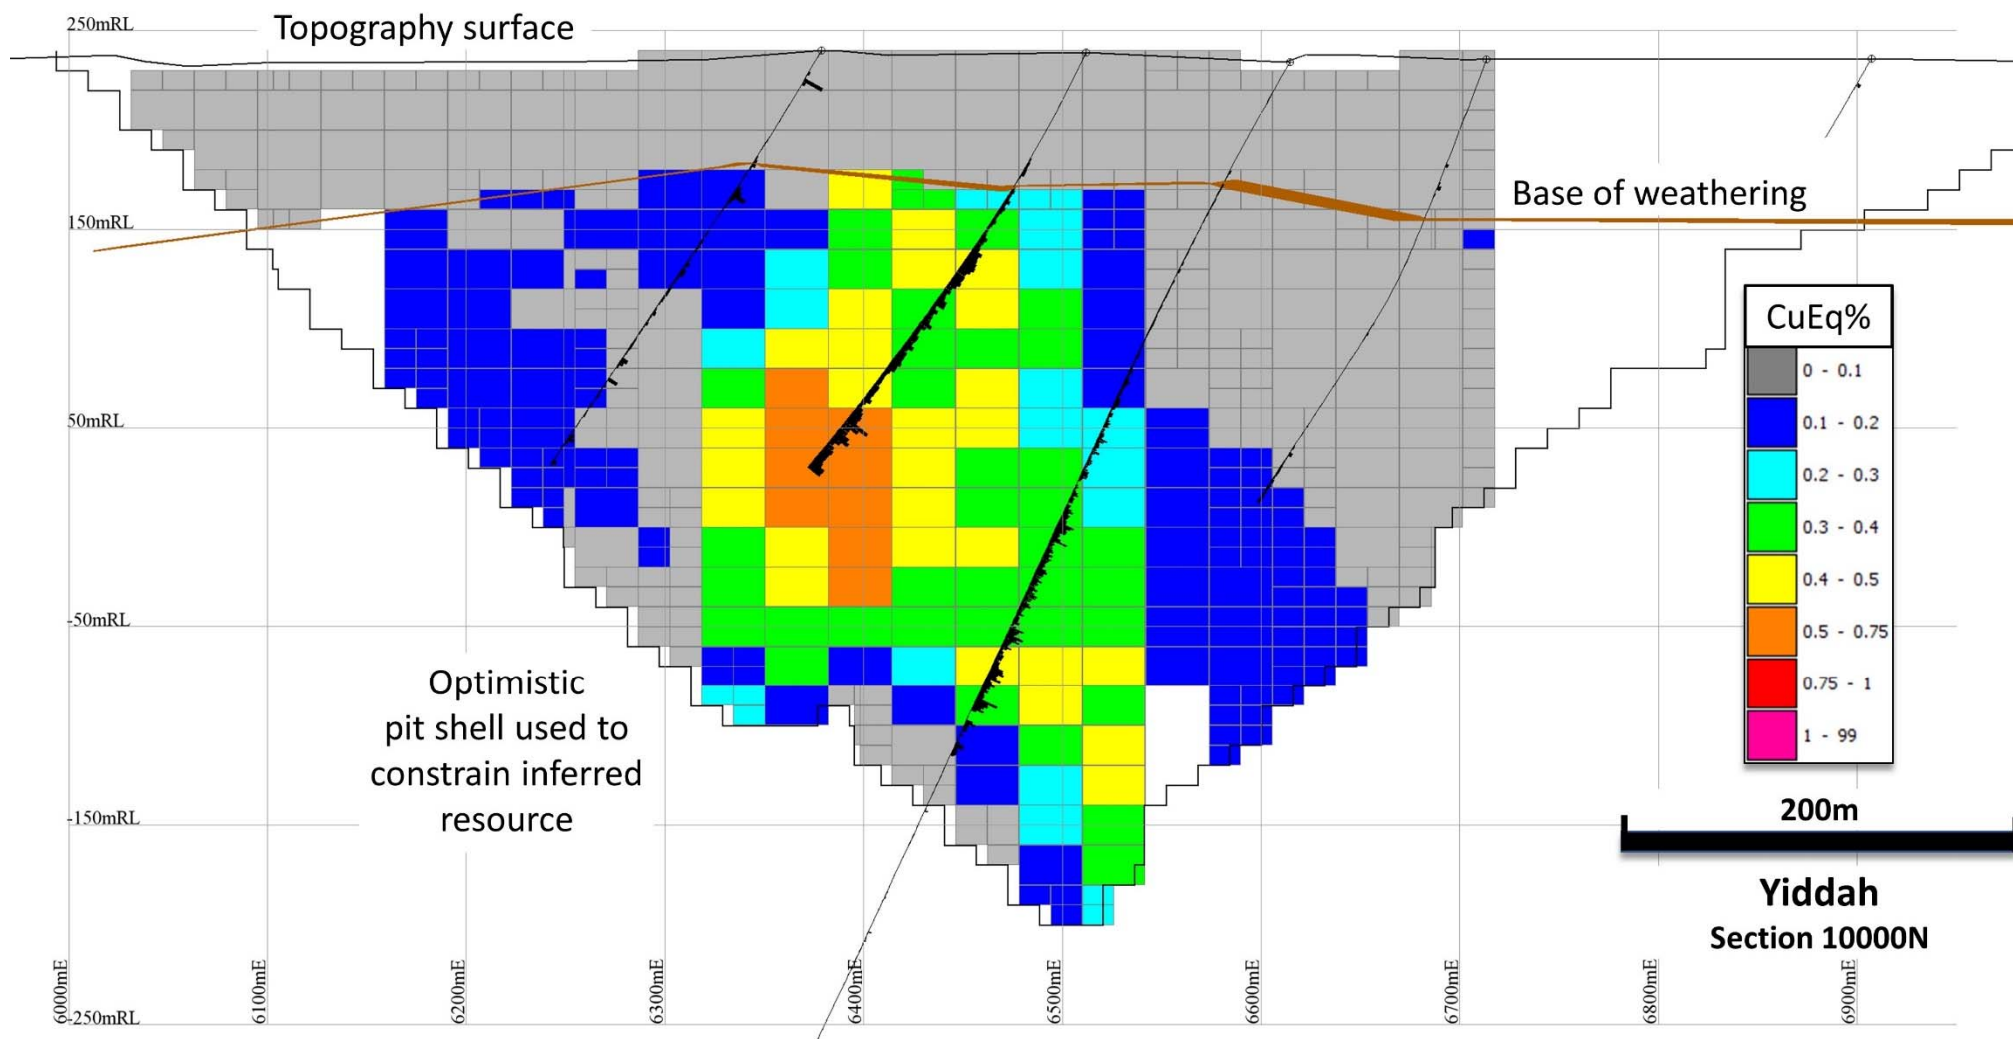 250mRL
Topography surface
150mRL
Base of weathering
50mRL
-50mRL
-150mRL
-250mRL
Optimistic
pit shell used to
constrain inferred
resource
CuEq%
0 - 0.1
0.1 - 0.2
0.2 - 0.3
0.3 - 0.4
0.4 - 0.5
0.5 - 0.75
0.75 - 1
1 - 99
200m
Yiddah
Section 10000N
6000mE
6100mE
6200mE
6300mE
6400mE
6500mE
6600mE
6700mE
6800mE
6900mE